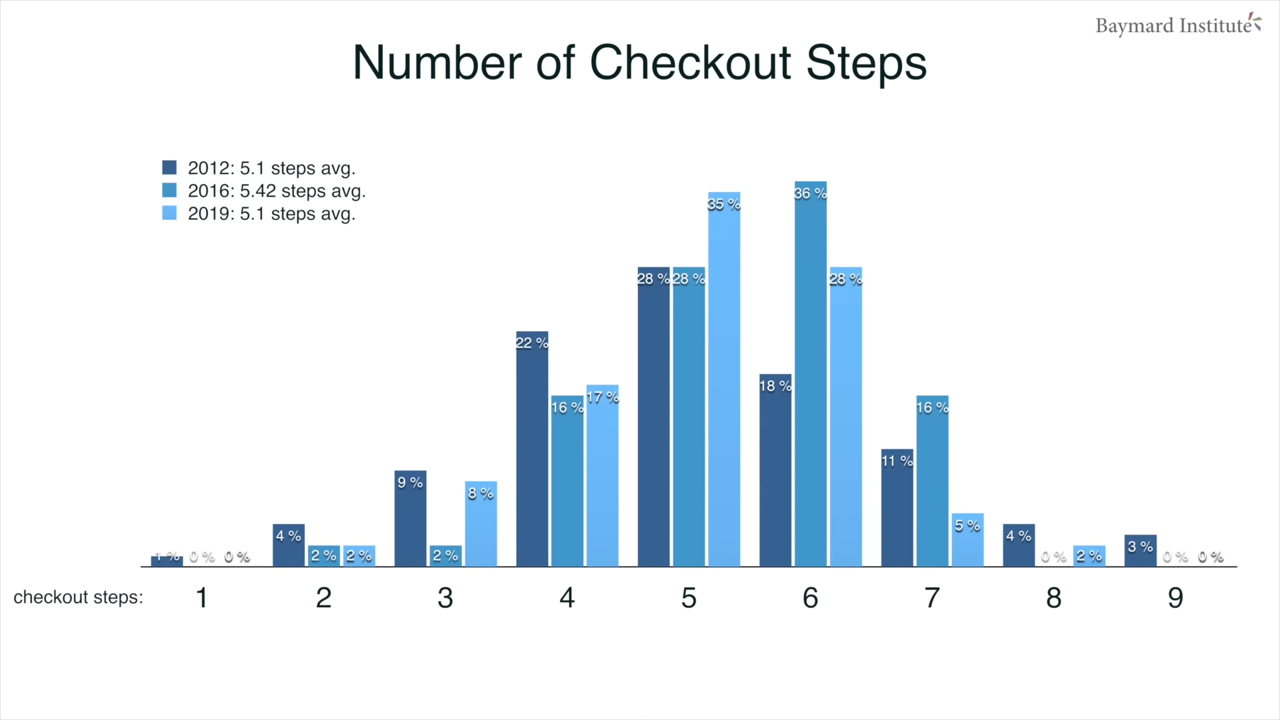 Baymard Institute
Number of Checkout Steps
2012: 5.1 steps avg.
2016: 5.42 steps avg.
2019: 5.1 steps avg.
1 % 0 % 0 %
4 % 2 % 2 %
9 % 2 % 8 %
22 % 16 % 17 %
28 % 28 % 35 %
18 % 36 % 28 %
11 % 16 % 5 %
4 % 0 % 2 %
3 % 0 % 0 %
checkout steps: 1 2 3 4 5 6 7 8 9